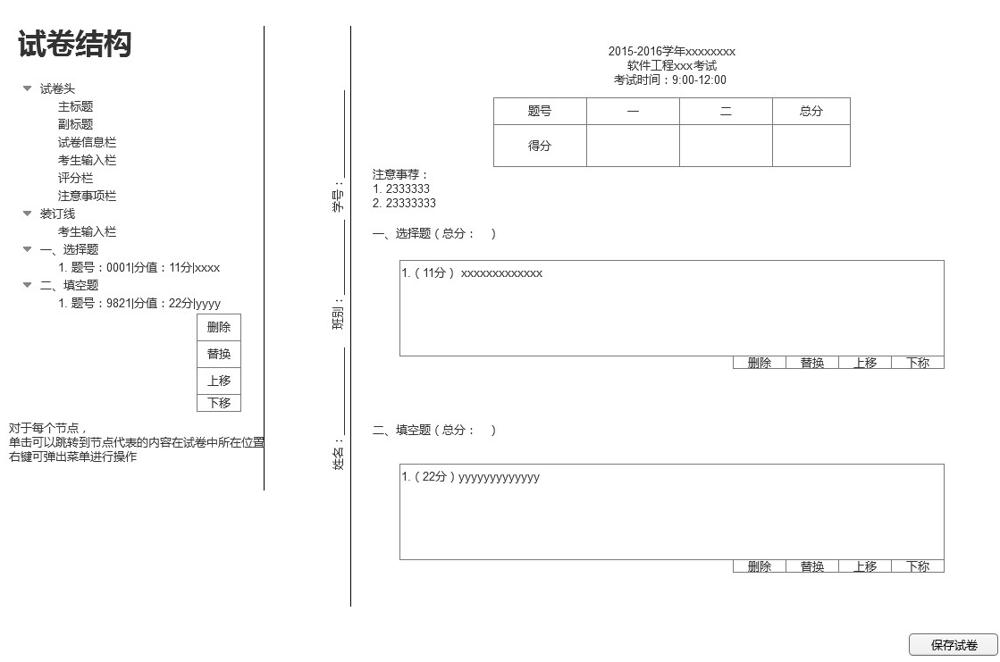 试卷结构
试卷头
主标题
副标题
试卷信息栏
考生输入栏
评分栏
注意事项栏
装订线
考生输入栏
一、选择题
1. 题号：0001|分值：11分|xxxx
二、填空题
1. 题号：9821|分值：22分|yyyy
删除
替换
上移
下移
对于每个节点，
单击可以跳转到节点代表的内容在试卷中所在位置
右键可弹出菜单进行操作
学号：
班别：
姓名：
2015-2016学年xxxxxxxx
软件工程xxx考试
考试时间：9:00-12:00
题号 一 二 总分
得分
注意事荐：
1. 2333333
2. 23333333
一、选择题（总分： ）
1.（11分） xxxxxxxxxxxxx
删除 替换 上移 下称
二、填空题（总分： ）
1.（22分）yyyyyyyyyyyyy
删除 替换 上移 下称
保存试卷